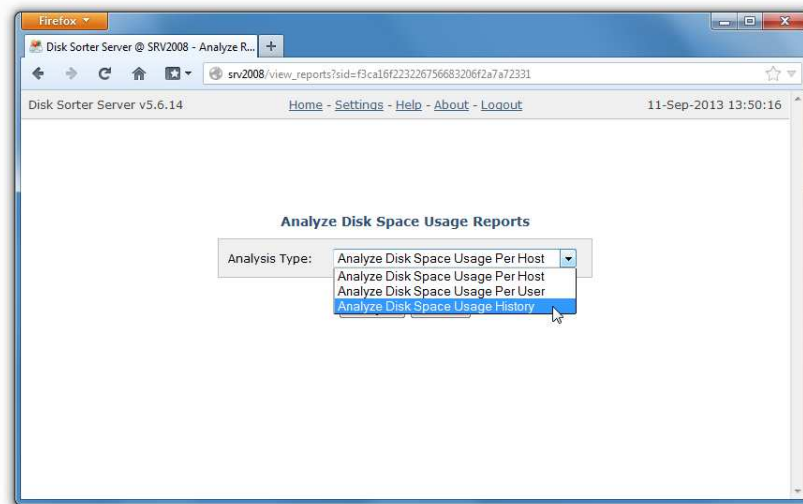 Firefox
Disk Sorter Server @ SRV2008 - Analyze R...
srv2008/view_reports?sid=f3ca16f223226756683206f2a7a72331
Disk Sorter Server v5.6.14 Home - Settings - Help - About - Logout 11-Sep-2013 13:50:16
Analyze Disk Space Usage Reports
Analysis Type: Analyze Disk Space Usage Per Host
Analyze Disk Space Usage Per Host
Analyze Disk Space Usage Per User
Analyze Disk Space Usage History